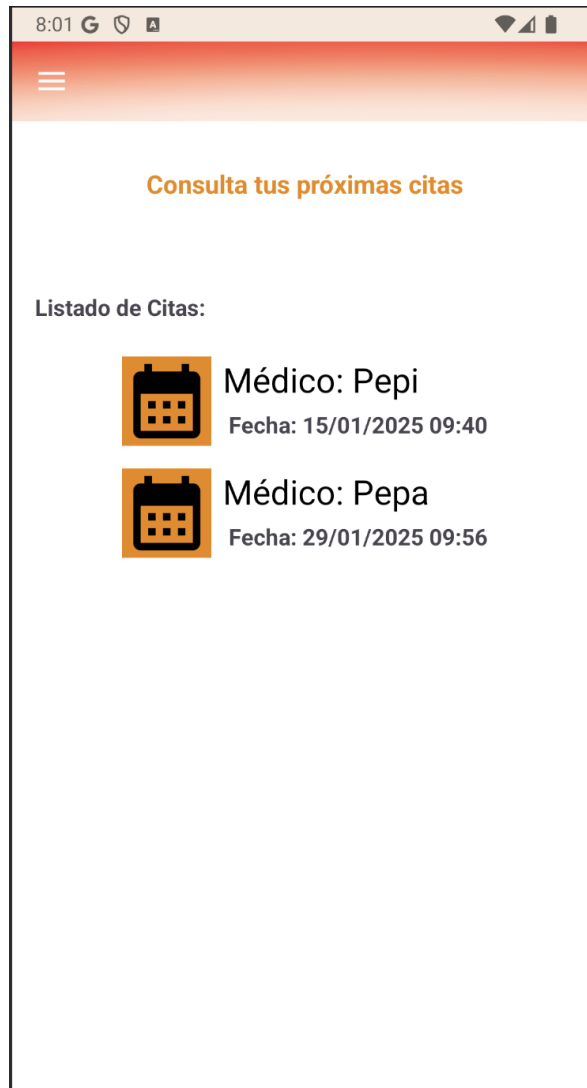 8:01
Consulta tus próximas citas
Listado de Citas:
Médico: Pepi
Fecha: 15/01/2025 09:40
Médico: Pepa
Fecha: 29/01/2025 09:56